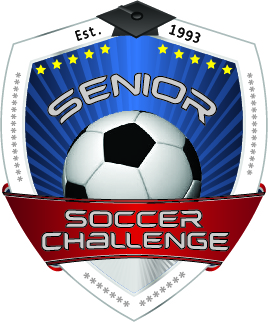 Est. 1993
SENIOR
SOCCER
CHALLENGE